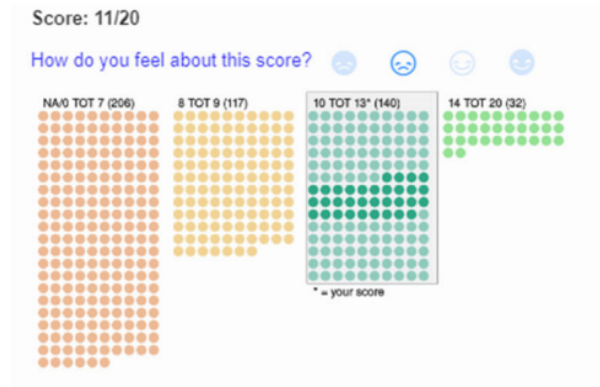 Score: 11/20
How do you feel about this score?
NA/0 TOT 7 (206)
8 TOT 9 (117)
10 TOT 13* (140)
14 TOT 20 (32)
* = your score